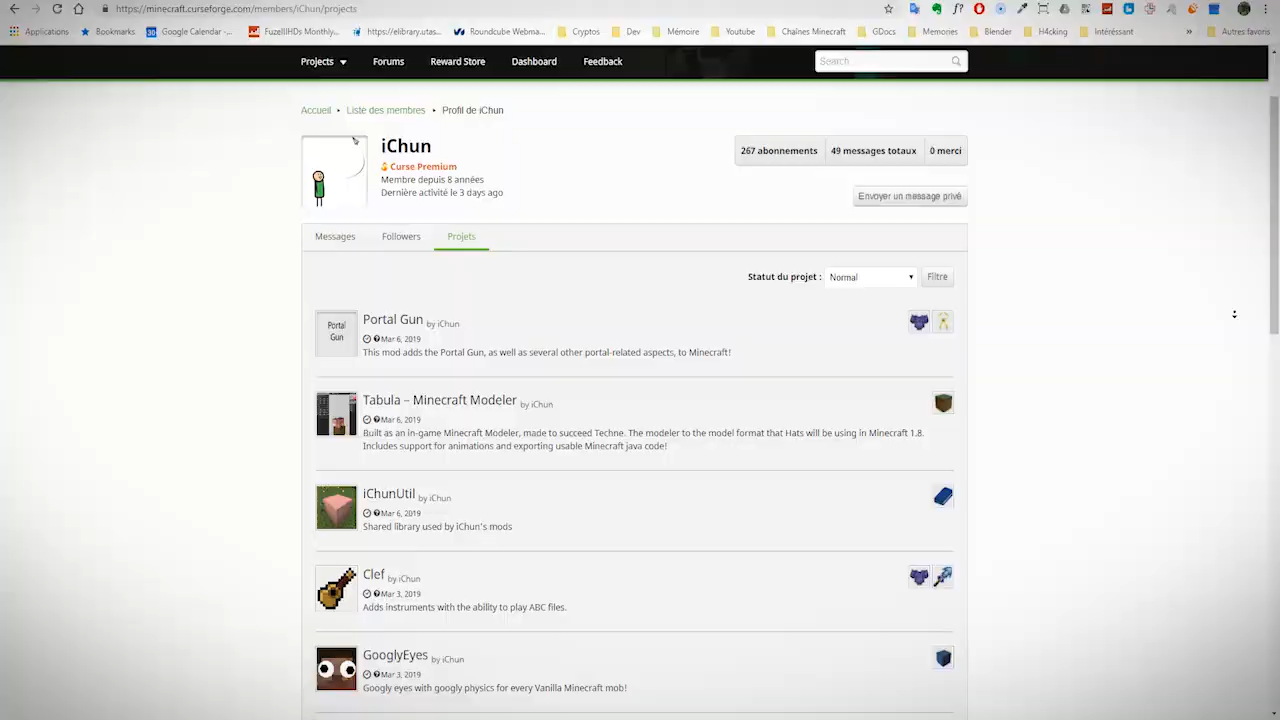 https://minecraft.curseforge.com/members/iChun/projects
Applications Bookmarks Google Calendar -... FuzellIHDs Monthly... https://elibrary.utas... Roundcube Webma... Cryptos Dev Mémoire Youtube Chaînes Minecraft GDocs Memories Blender H4cking Intéréssant » Autres favoris
Projects Forums Reward Store Dashboard Feedback Search
Accueil Liste des membres Profil de iChun
iChun
267 abonnements 49 messages totaux 0 merci
Curse Premium
Membre depuis 8 années
Dernière activité le 3 days ago
Envoyer un message privé
Messages Followers Projets
Statut du projet : Normal Filtre
Portal Gun
Portal Gun by iChun
Mar 6, 2019
This mod adds the Portal Gun, as well as several other portal-related aspects, to Minecraft!
Tabula – Minecraft Modeler by iChun
Mar 6, 2019
Built as an in-game Minecraft Modeler, made to succeed Techne. The modeler to the model format that Hats will be using in Minecraft 1.8.
Includes support for animations and exporting usable Minecraft java code!
iChunUtil by iChun
Mar 6, 2019
Shared library used by iChun's mods
Clef by iChun
Mar 3, 2019
Adds instruments with the ability to play ABC files.
GooglyEyes by iChun
Mar 3, 2019
Googly eyes with googly physics for every Vanilla Minecraft mob!